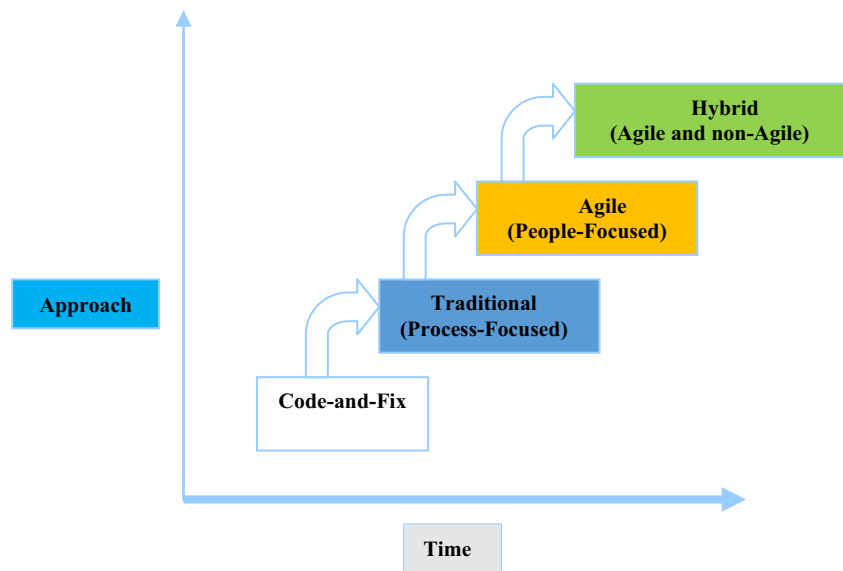 Hybrid
(Agile and non-Agile)
Agile
(People-Focused)
Approach
Traditional
(Process-Focused)
Code-and-Fix
Time